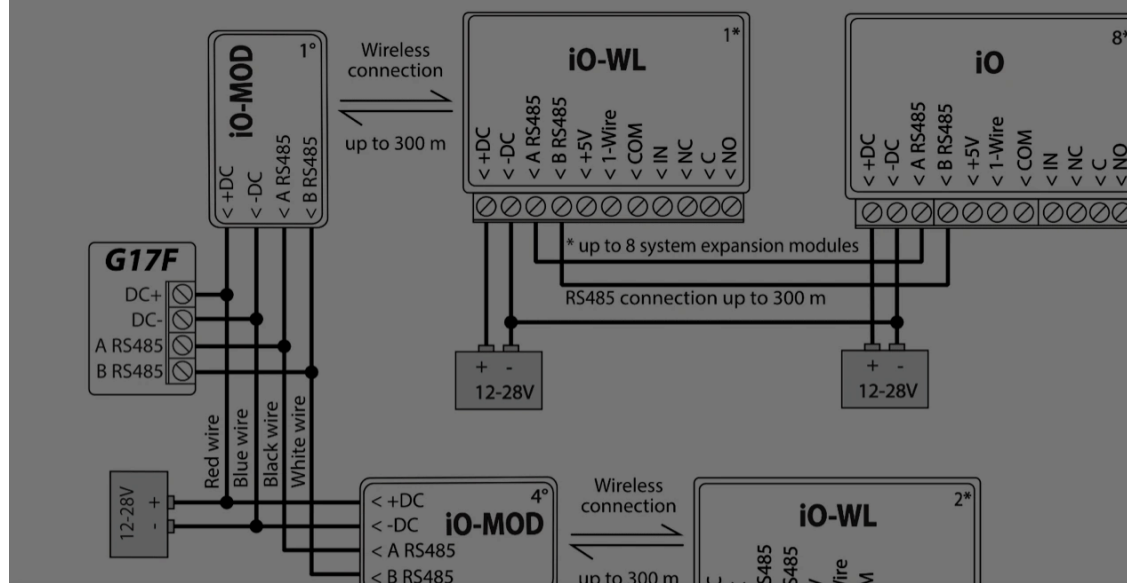 1°
iO-MOD
< +DC
< -DC
< A RS485
< B RS485
Wireless
connection
up to 300 m
1*
iO-WL
< +DC
< -DC
< A RS485
< B RS485
< +5V
< 1-Wire
< COM
< IN
< NC
< C
< NO
8*
iO
< +DC
< -DC
< A RS485
< B RS485
< +5V
< 1-Wire
< COM
< IN
< NC
< C
< NO
* up to 8 system expansion modules
RS485 connection up to 300 m
G17F
DC+
DC-
A RS485
B RS485
+ -
12-28V
+ -
12-28V
Red wire
Blue wire
Black wire
White wire
12-28V
+
-
4°
iO-MOD
< +DC
< -DC
< A RS485
< B RS485
Wireless
connection
up to 300 m
2*
iO-WL